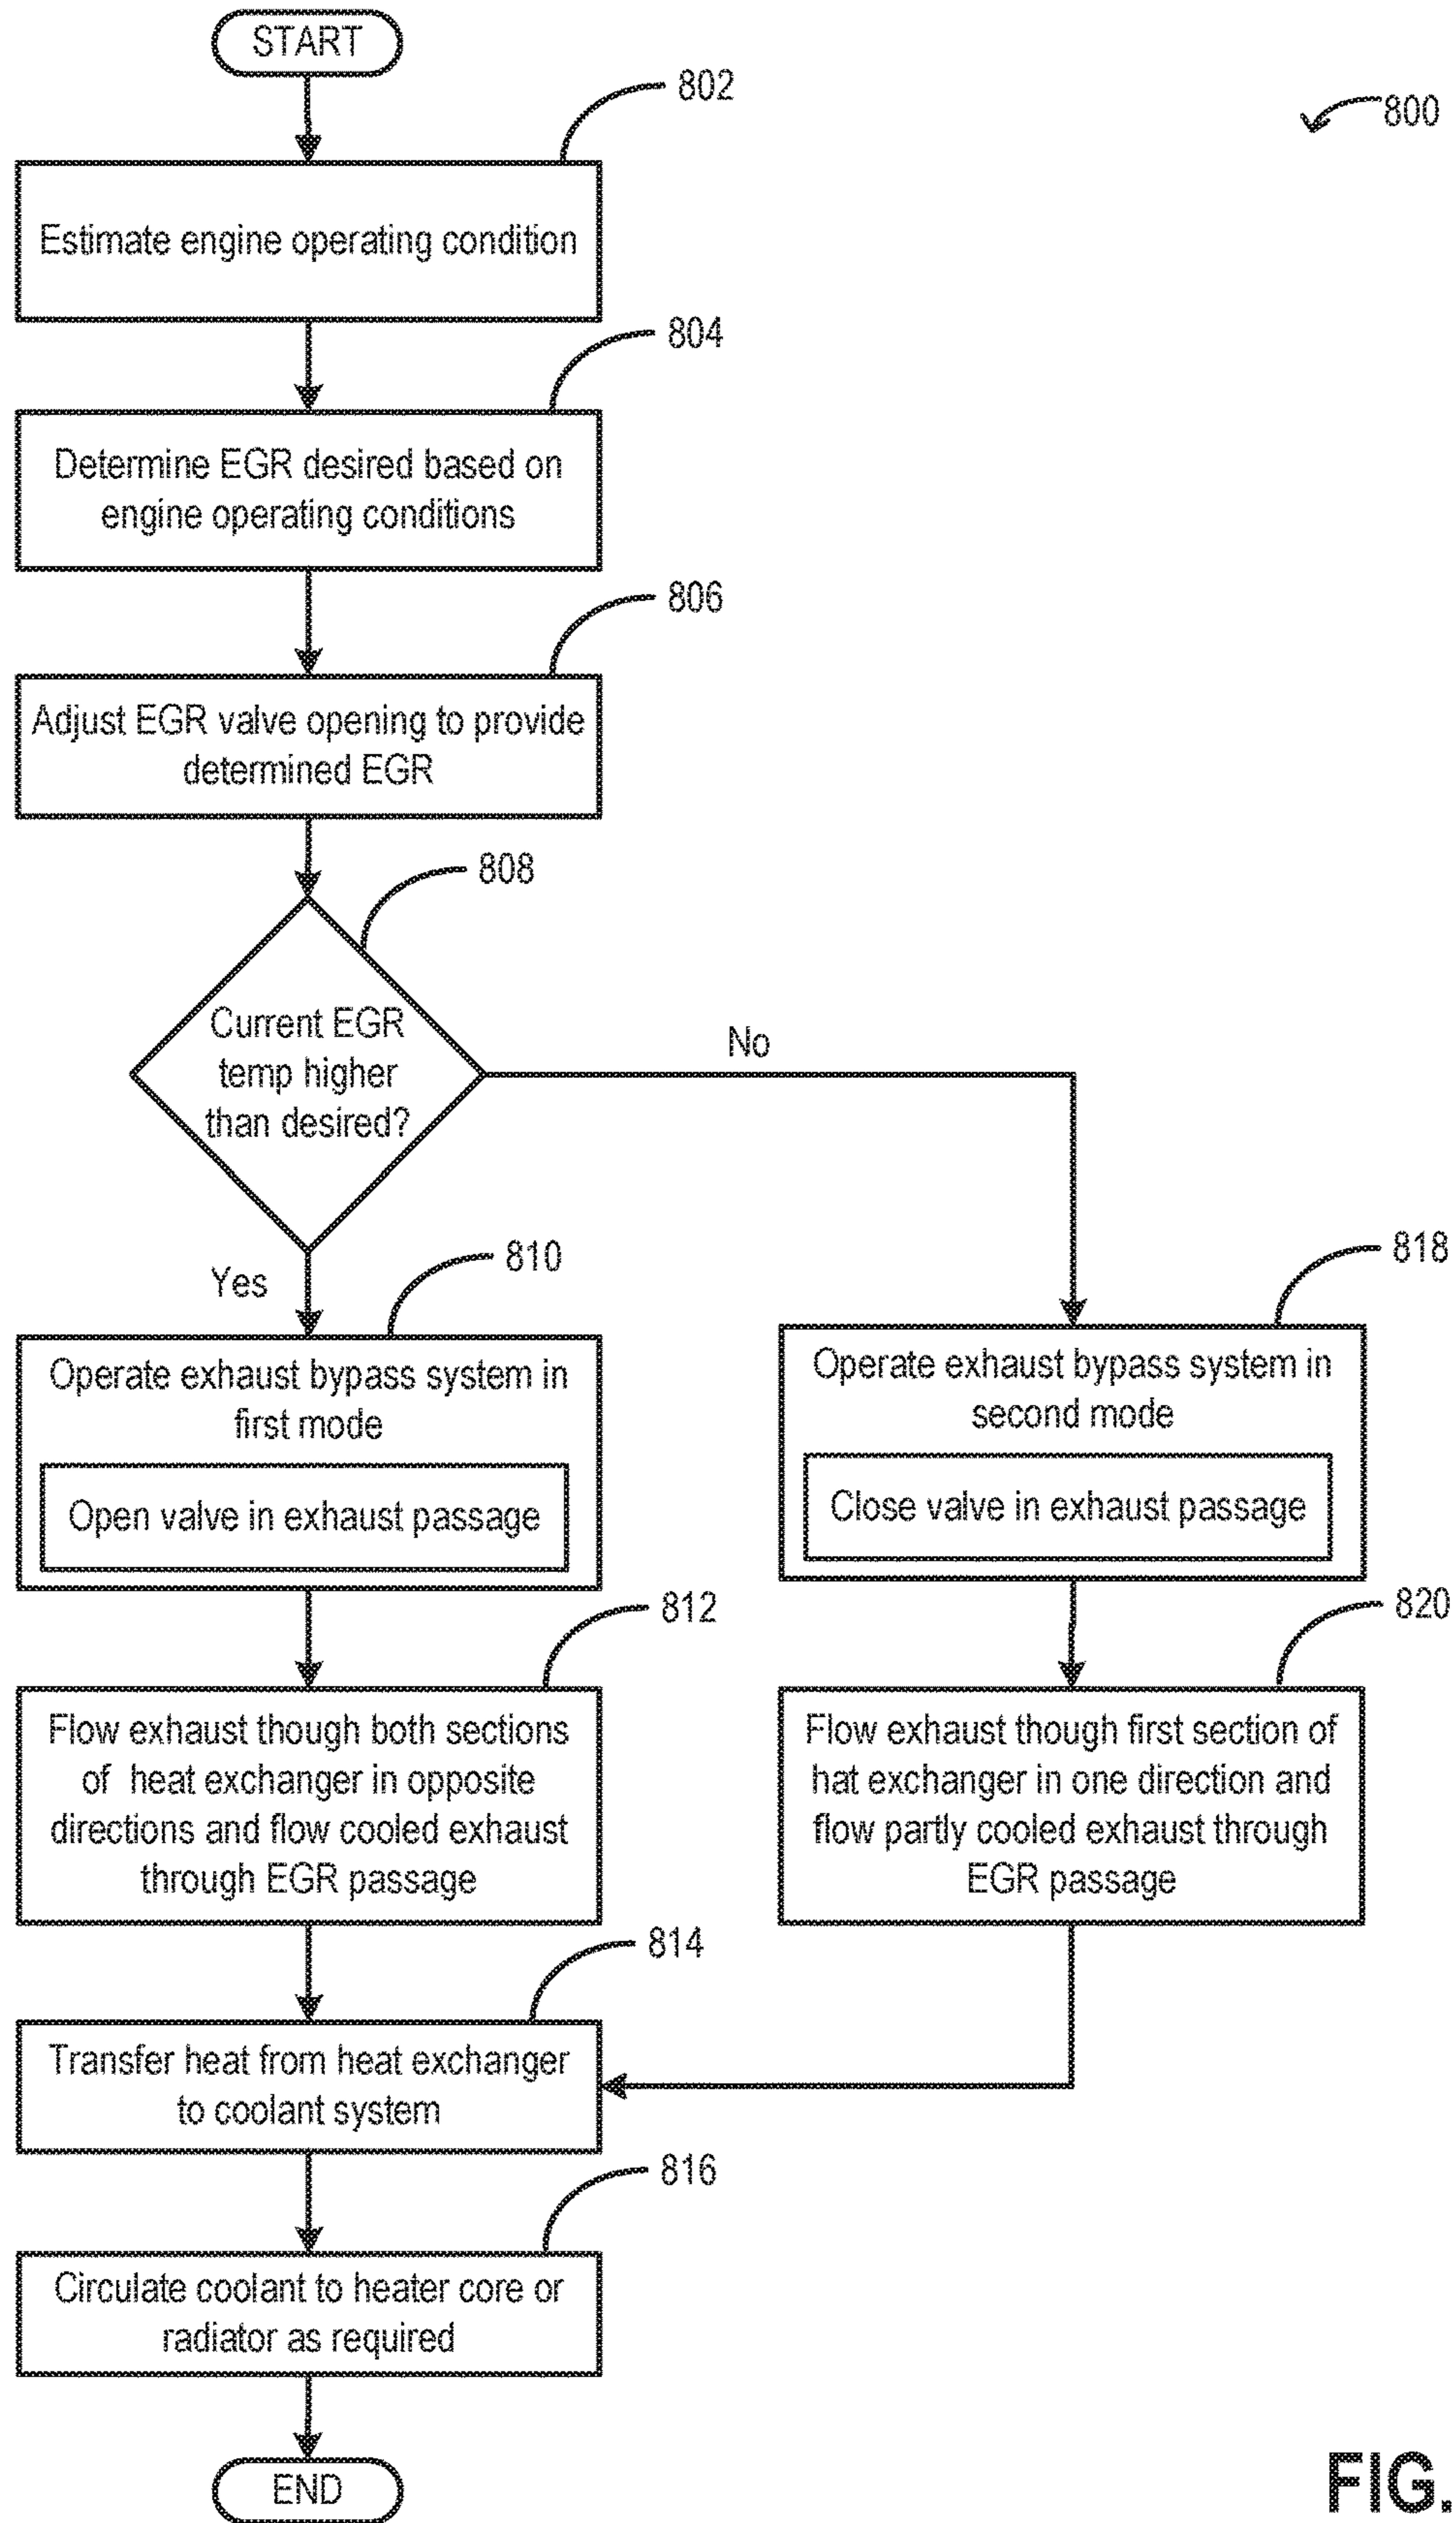 START
802
800
Estimate engine operating condition
804
Determine EGR desired based on
engine operating conditions
806
Adjust EGR valve opening to provide
determined EGR
808
Current EGR
temp higher
than desired?
No
Yes
810
Operate exhaust bypass system in
first mode
Open valve in exhaust passage
818
Operate exhaust bypass system in
second mode
Close valve in exhaust passage
812
Flow exhaust though both sections
of heat exchanger in opposite
directions and flow cooled exhaust
through EGR passage
820
Flow exhaust though first section of
hat exchanger in one direction and
flow partly cooled exhaust through
EGR passage
814
Transfer heat from heat exchanger
to coolant system
816
Circulate coolant to heater core or
radiator as required
END
FIG.